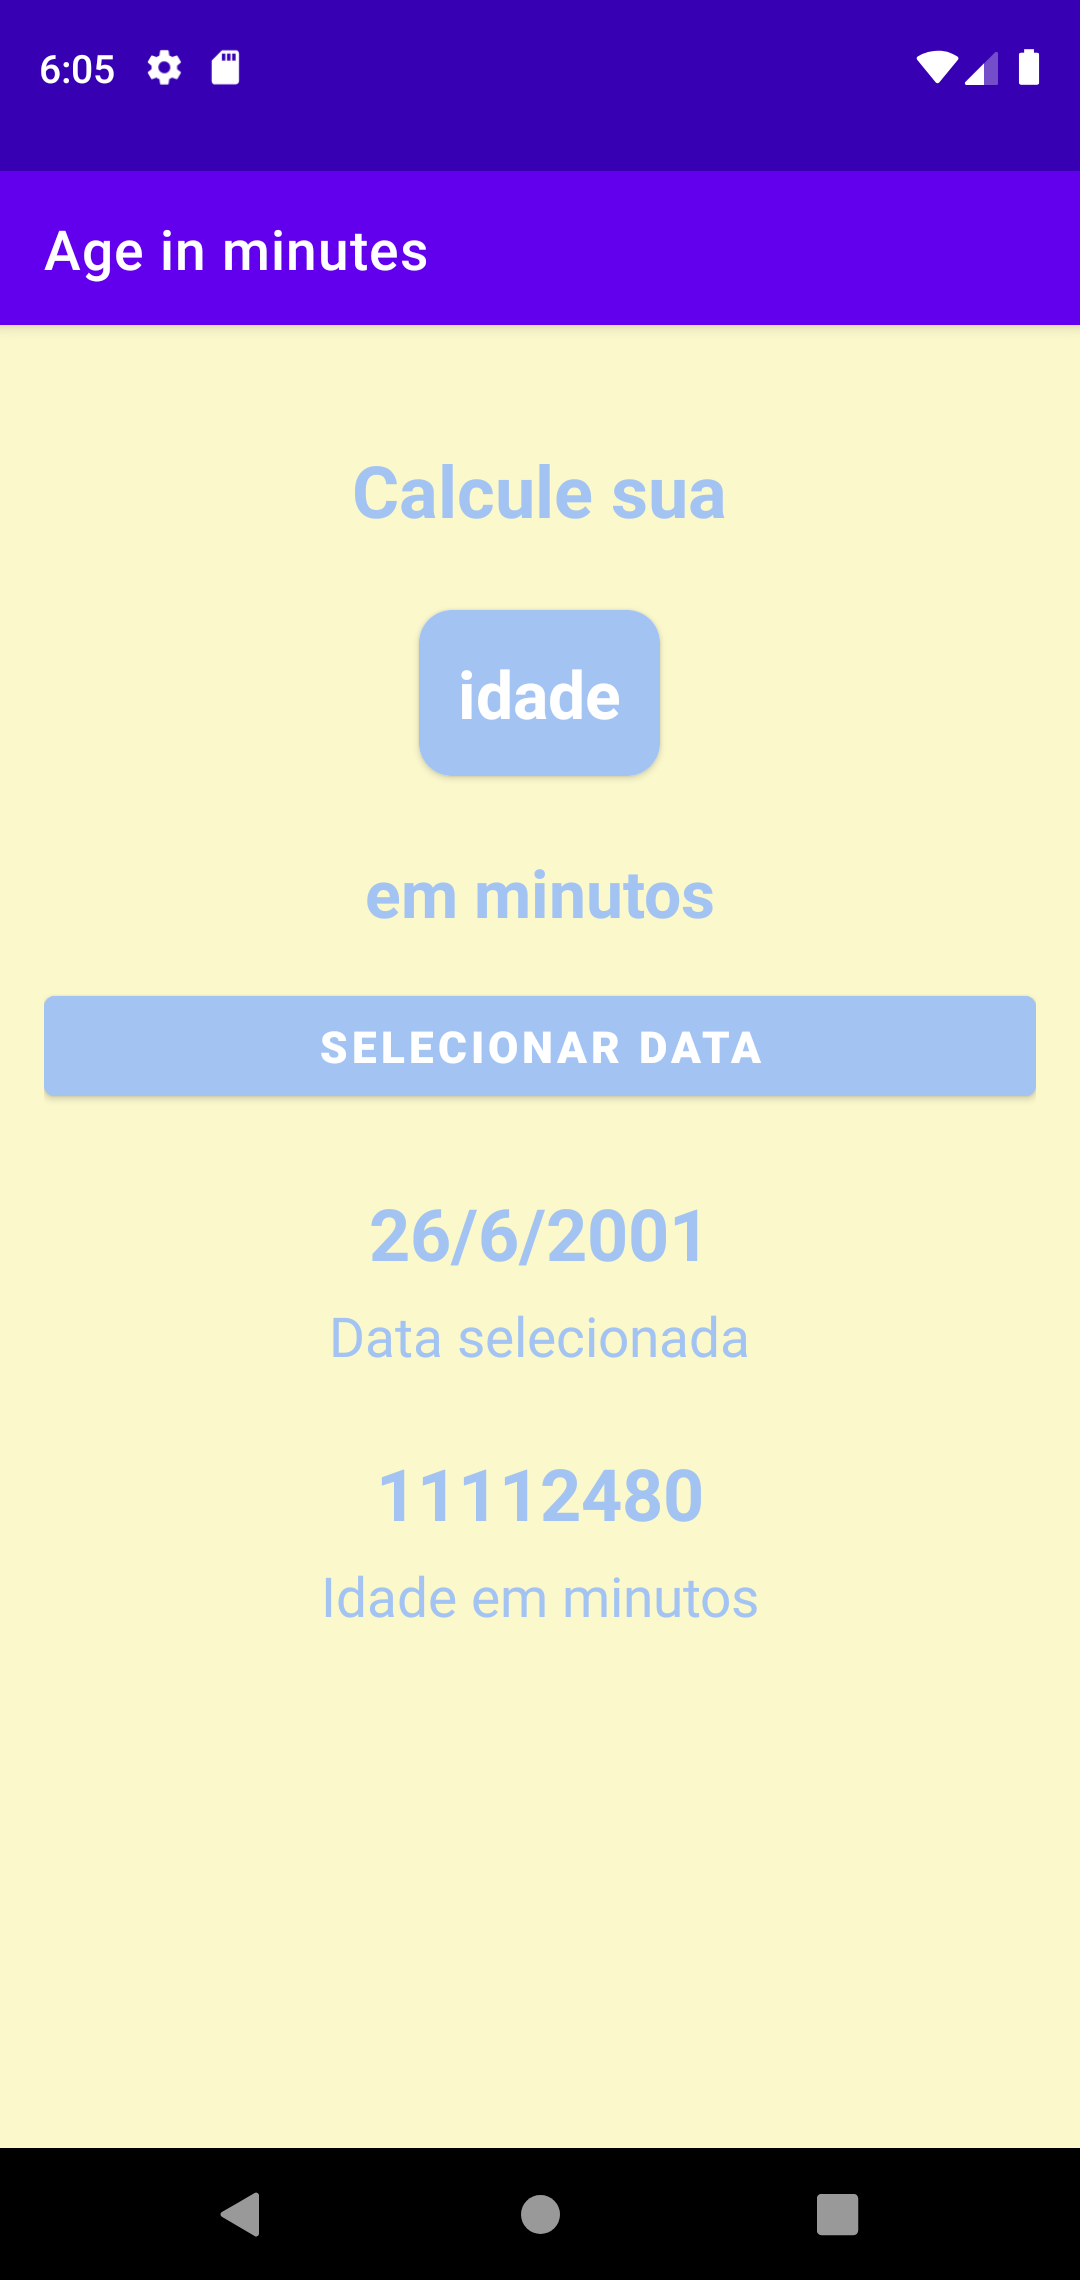 6:05
Age in minutes
Calcule sua
idade
em minutos
SELECIONAR DATA
26/6/2001
Data selecionada
11112480
Idade em minutos